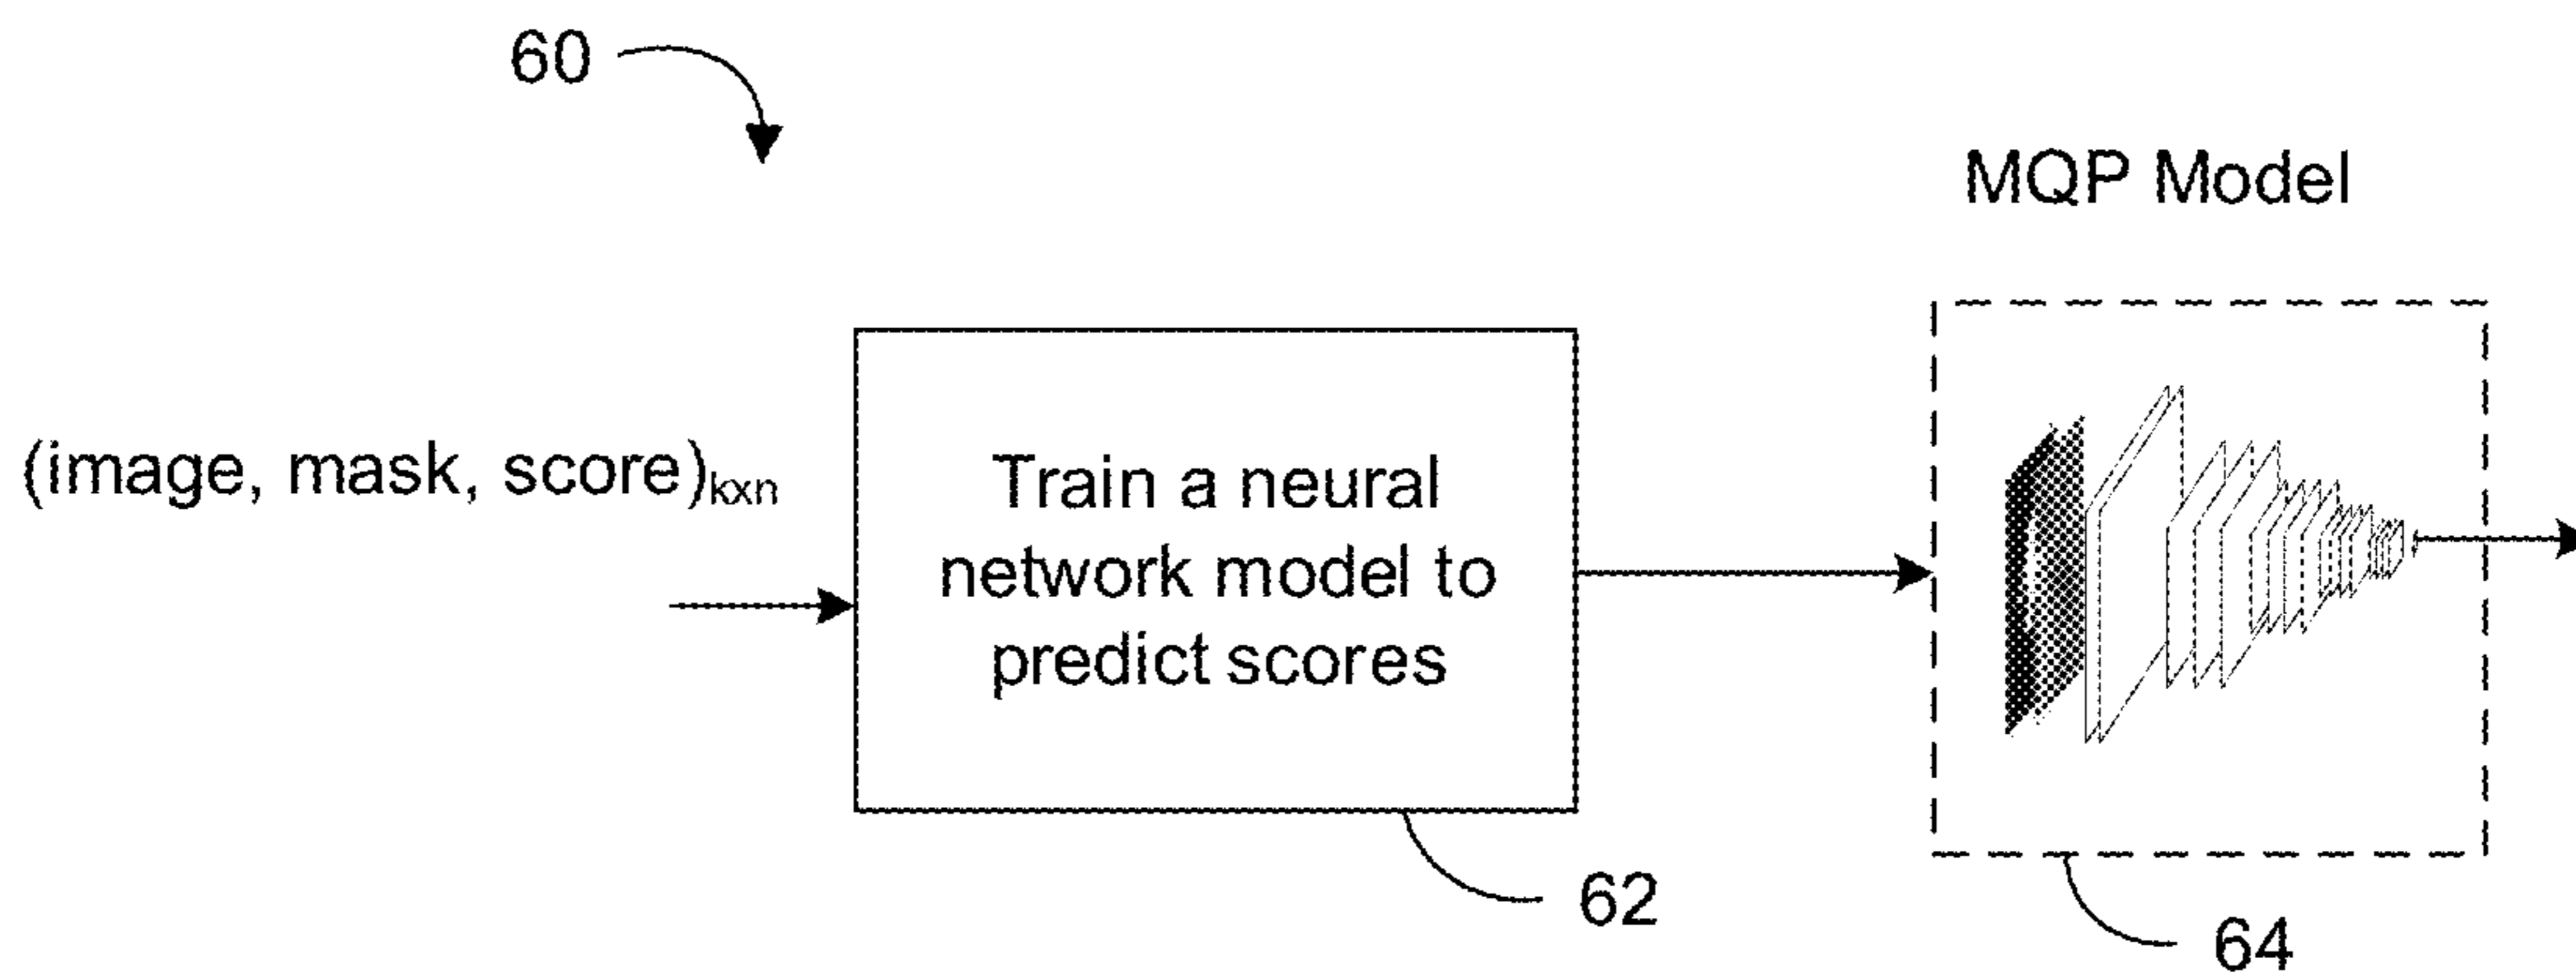 60
MQP Model
(image, mask, score)kxn
Train a neural
network model to
predict scores
62
64